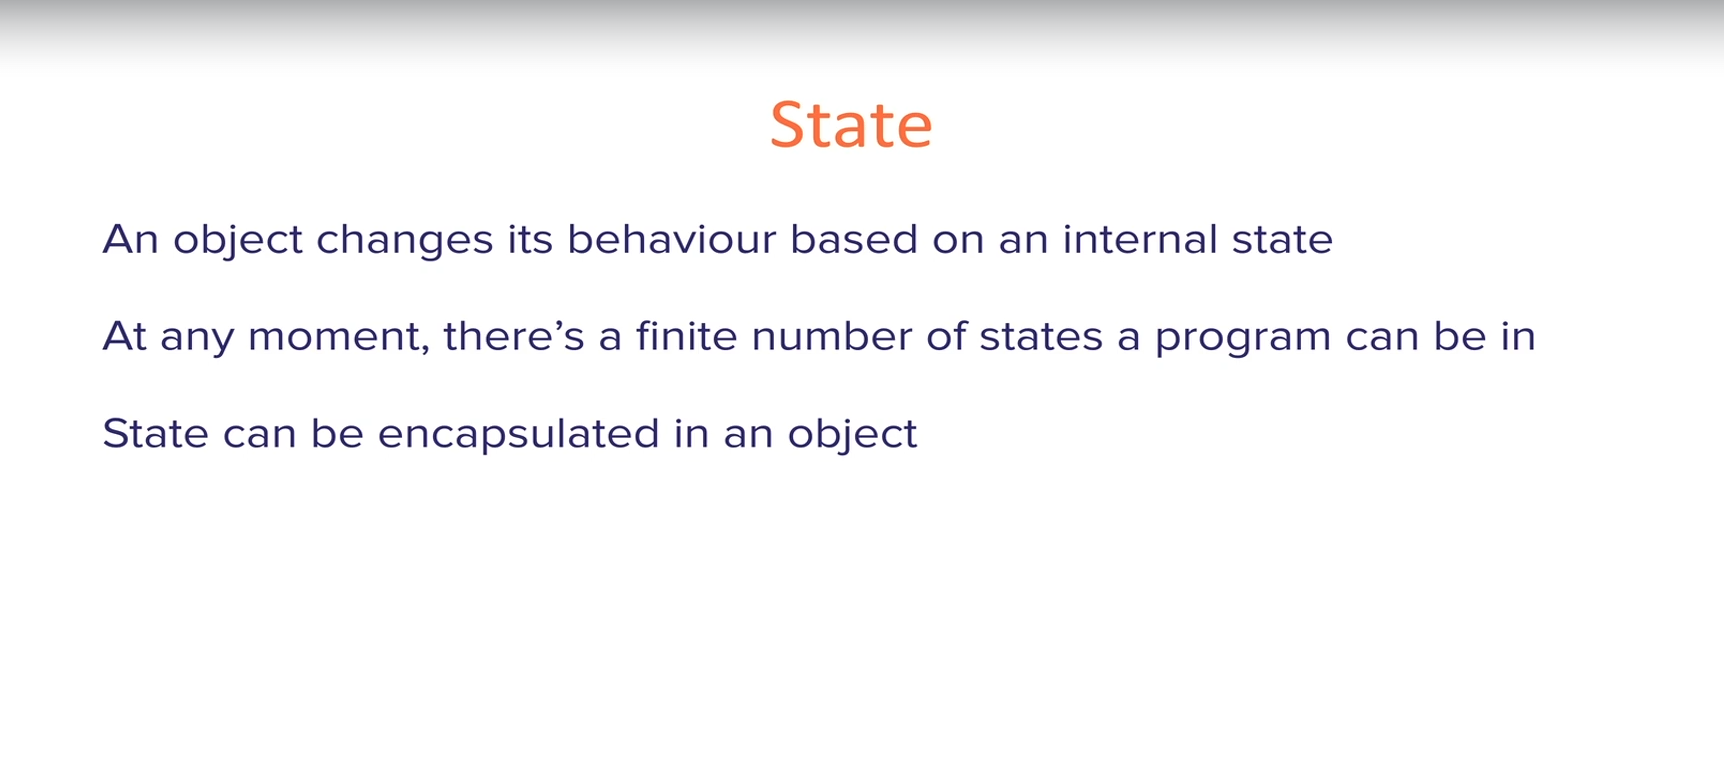 State
An object changes its behaviour based on an internal state
At any moment, there’s a finite number of states a program can be in
State can be encapsulated in an object